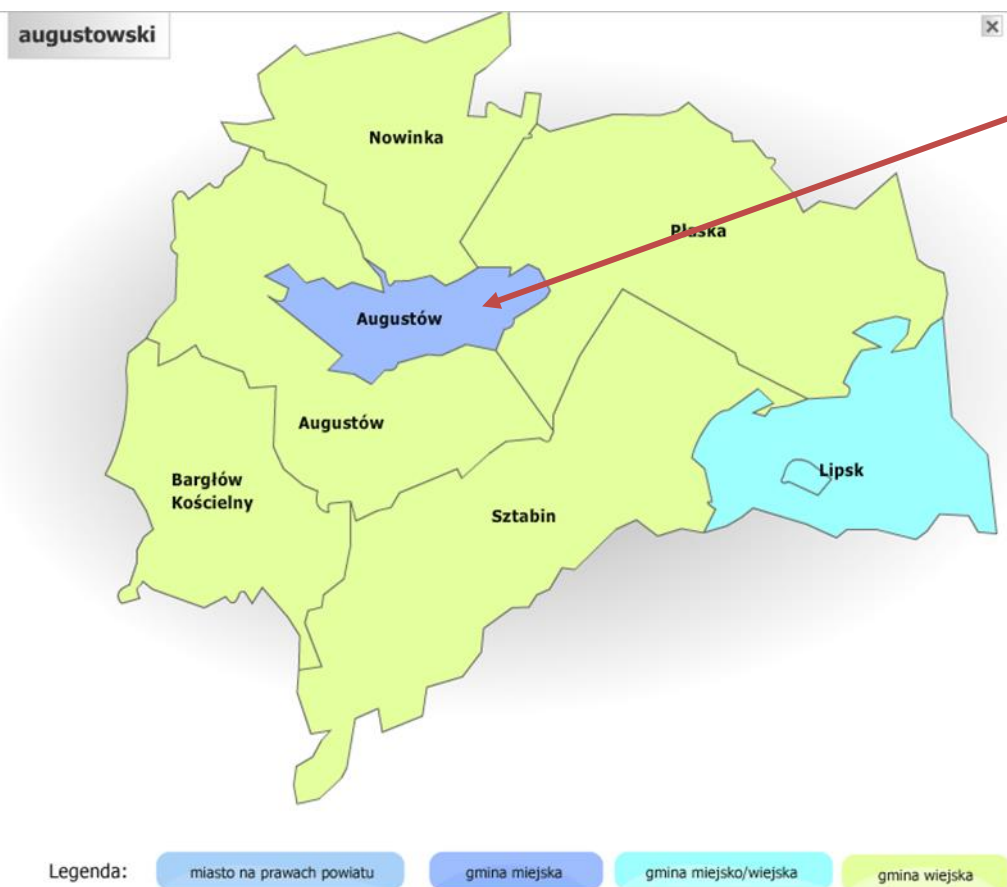 augustowski
Nowinka
Płaska
Augustów
Augustów
Bargłów
Kościelny
Lipsk
Sztabin
Legenda:
miasto na prawach powiatu
gmina miejska
gmina miejsko/wiejska
gmina wiejska